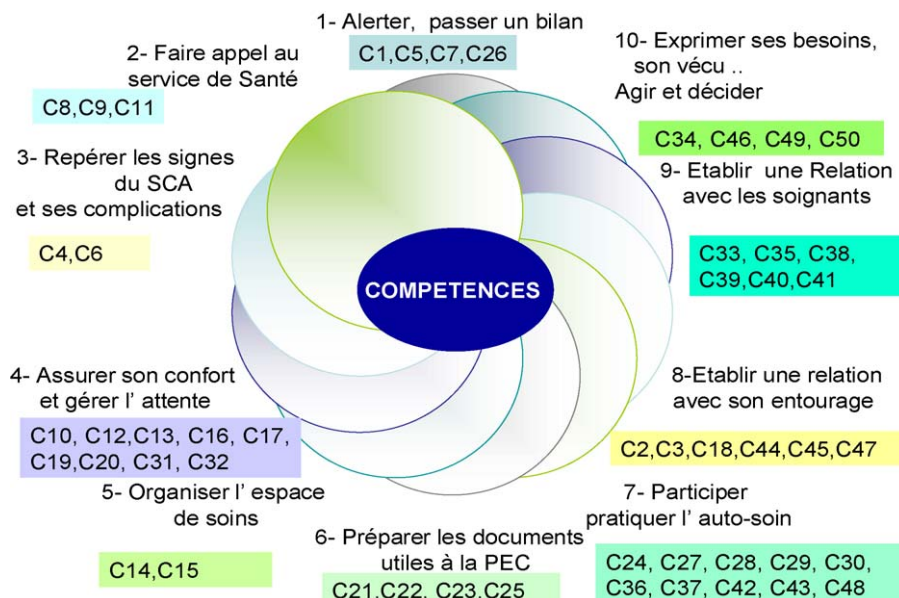 1- Alerter,  passer un bilan
C1,C5,C7,C26
2- Faire appel au
service de Santé
C8,C9,C11
3- Repérer les signes
du SCA
et ses complications
C4,C6
4- Assurer son confort
et gérer l’ attente
C10, C12,C13, C16, C17,
C19,C20, C31, C32
5- Organiser l’ espace
de soins
C14,C15
6- Préparer les documents
utiles à la PEC
C21,C22, C23,C25
7- Participer
pratiquer l’ auto-soin
C24, C27, C28, C29, C30,
C36, C37, C42, C43, C48
8-Etablir une relation
avec son entourage
C2,C3,C18,C44,C45,C47
9- Etablir une Relation
avec les soignants
C33, C35, C38,
C39,C40,C41
10- Exprimer ses besoins,
son vécu ..
Agir et décider
C34, C46, C49, C50
COMPETENCES